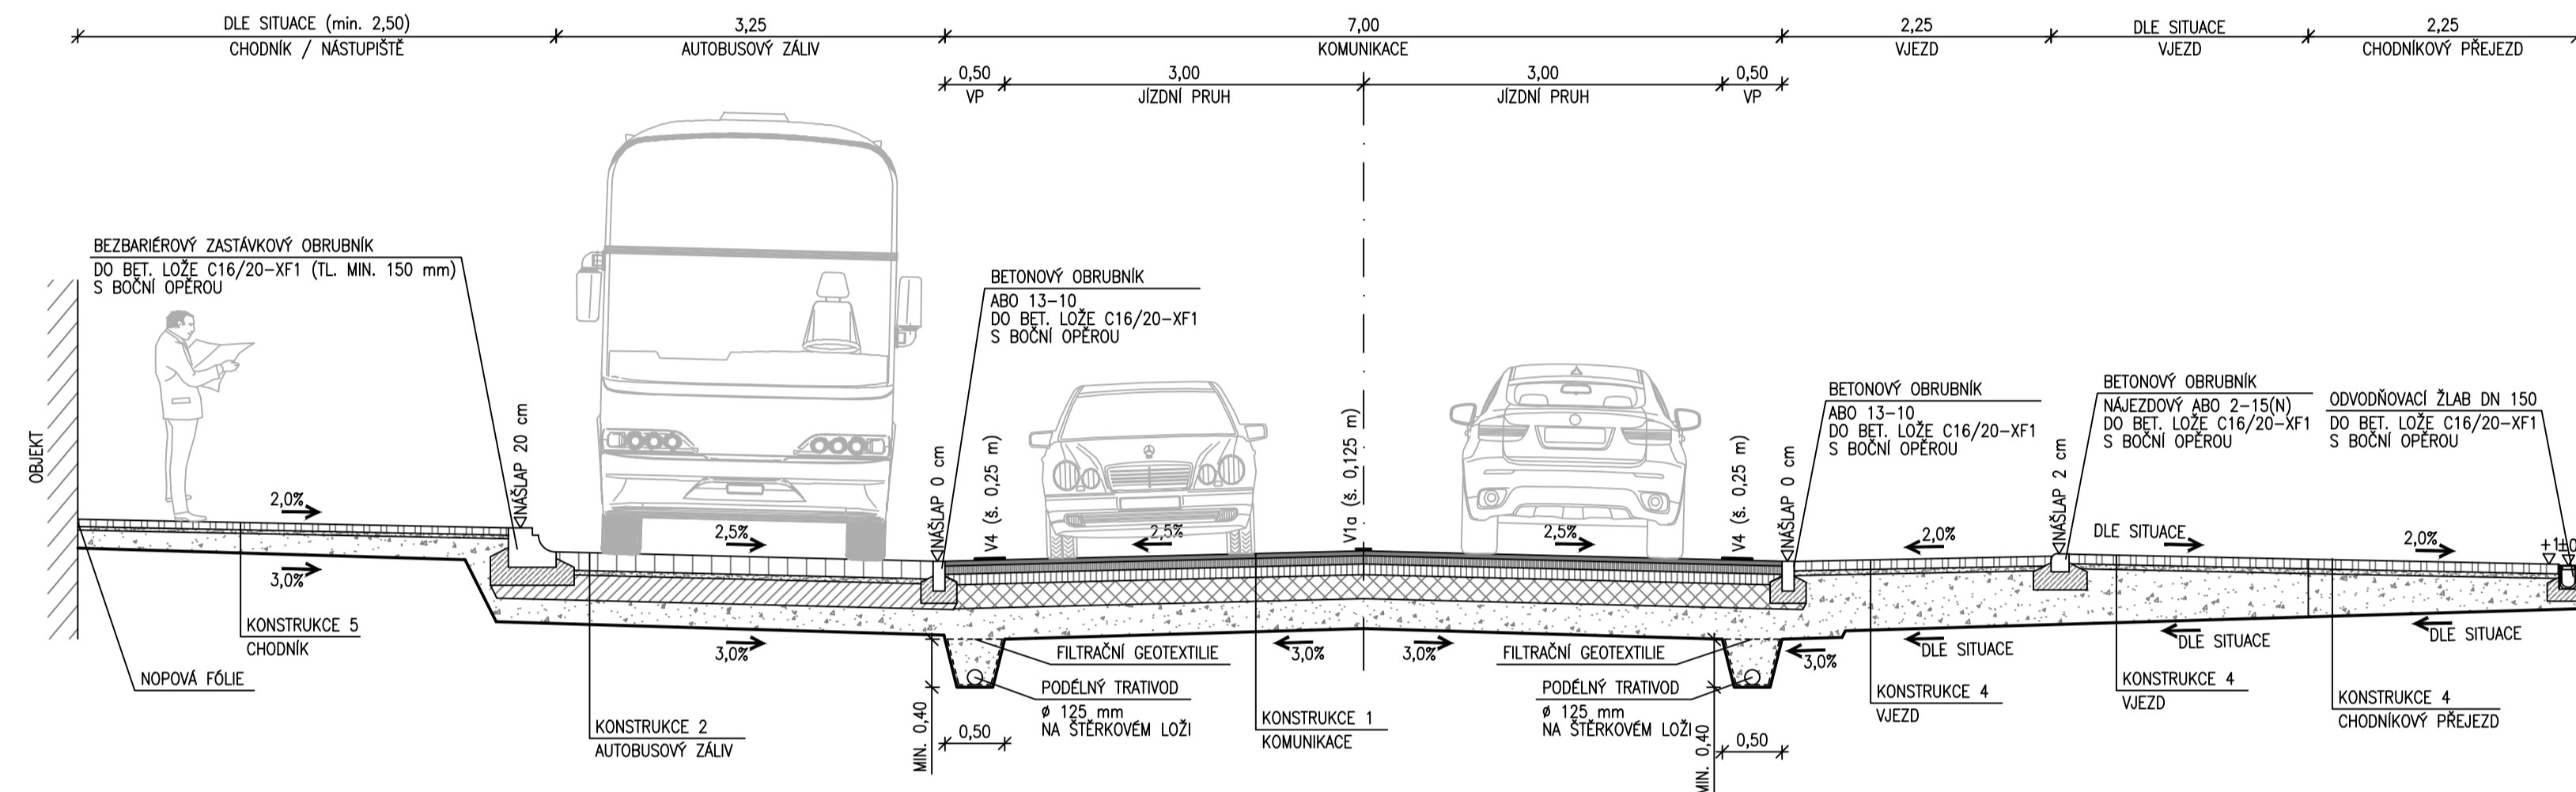 DLE SITUACE (min. 2,50)
CHODNÍK / NÁSTUPIŠTĚ
3,25
AUTOBUSOVÝ ZÁLIV
7,00
KOMUNIKACE
2,25
VJEZD
DLE SITUACE
VJEZD
2,25
CHODNÍKOVÝ PŘEJEZD
0,50
VP
3,00
JÍZDNÍ PRUH
3,00
JÍZDNÍ PRUH
0,50
VP
BEZBARIÉROVÝ ZASTÁVKOVÝ OBRUBNÍK
DO BET. LOŽE C16/20-XF1 (TL. MIN. 150 mm)
S BOČNÍ OPĚROU
BETONOVÝ OBRUBNÍK
ABO 13-10
DO BET. LOŽE C16/20-XF1
S BOČNÍ OPĚROU
BETONOVÝ OBRUBNÍK
ABO 13-10
DO BET. LOŽE C16/20-XF1
S BOČNÍ OPĚROU
BETONOVÝ OBRUBNÍK
NÁJEZDOVÝ ABO 2-15(N)
DO BET. LOŽE C16/20-XF1
S BOČNÍ OPĚROU
ODVODŇOVACÍ ŽLAB DN 150
DO BET. LOŽE C16/20-XF1
S BOČNÍ OPĚROU
OBJEKT
NÁŠLAP 20 cm
NÁŠLAP 0 cm
V4 (š. 0,25 m)
V1a (š. 0,125 m)
V4 (š. 0,25 m)
NÁŠLAP 0 cm
NÁŠLAP 2 cm
2,0%
2,5%
2,5%
2,5%
2,0%
DLE SITUACE
2,0%
+1
±0
3,0%
3,0%
3,0%
3,0%
3,0%
DLE SITUACE
DLE SITUACE
DLE SITUACE
KONSTRUKCE 5
CHODNÍK
NOPOVÁ FÓLIE
KONSTRUKCE 2
AUTOBUSOVÝ ZÁLIV
MIN. 0,40
0,50
FILTRAČNÍ GEOTEXTILIE
PODÉLNÝ TRATIVOD
ø 125 mm
NA ŠTĚRKOVÉM LOŽI
KONSTRUKCE 1
KOMUNIKACE
FILTRAČNÍ GEOTEXTILIE
PODÉLNÝ TRATIVOD
ø 125 mm
NA ŠTĚRKOVÉM LOŽI
MIN. 0,40
0,50
KONSTRUKCE 4
VJEZD
KONSTRUKCE 4
VJEZD
KONSTRUKCE 4
CHODNÍKOVÝ PŘEJEZD